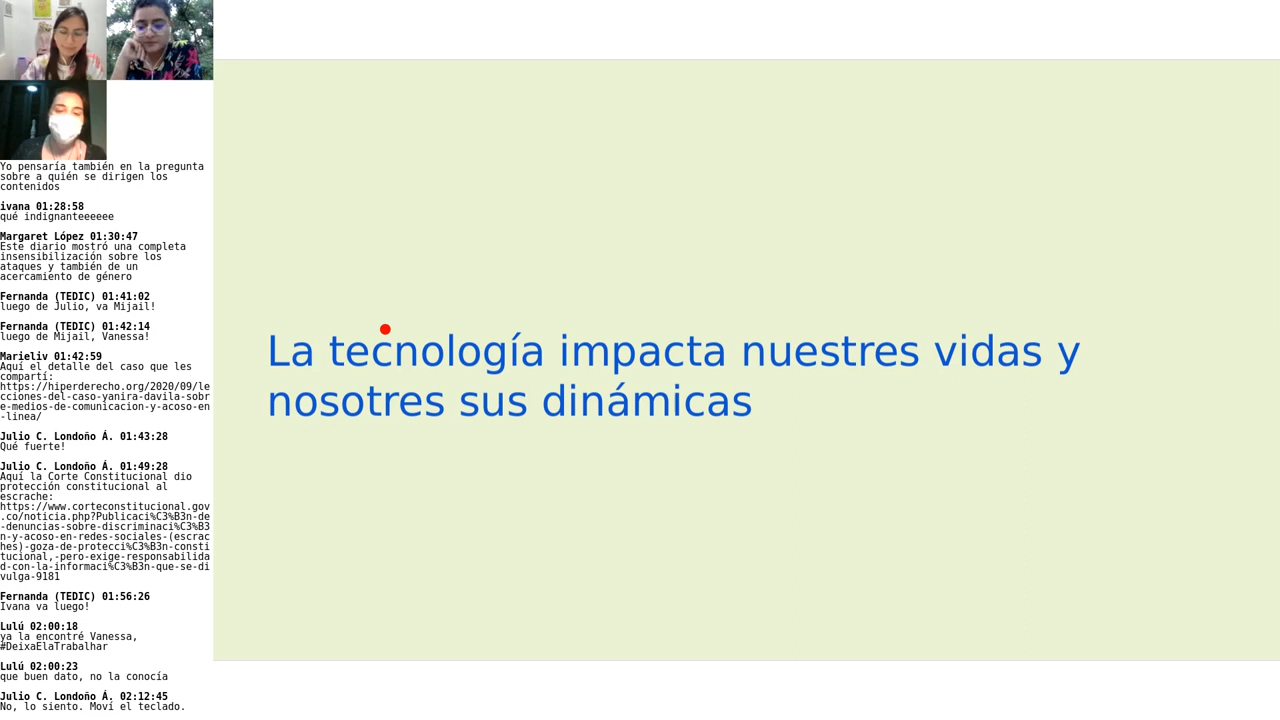 Yo pensaría también en la pregunta
sobre a quién se dirigen los
contenidos
ivana 01:28:58
qué indignanteeeeee
Margaret López 01:30:47
Este diario mostró una completa
insensibilización sobre los
ataques y también de un
acercamiento de género
Fernanda (TEDIC) 01:41:02
luego de Julio, va Mijail!
Fernanda (TEDIC) 01:42:14
luego de Mijail, Vanessa!
Marieliv 01:42:59
Aquí el detalle del caso que les
compartí:
https://hiperderecho.org/2020/09/le
cciones-del-caso-yanira-davila-sobr
e-medios-de-comunicacion-y-acoso-en
-linea/
Julio C. Londoño Á. 01:43:28
Qué fuerte!
Julio C. Londoño Á. 01:49:28
Aquí la Corte Constitucional dio
protección constitucional al
escrache:
https://www.corteconstitucional.gov
.co/noticia.php?Publicaci%C3%B3n-de
-denuncias-sobre-discriminaci%C3%B3
n-y-acoso-en-redes-sociales-(escrac
hes)-goza-de-protecci%C3%B3n-consti
tucional,-pero-exige-responsabilida
d-con-la-informaci%C3%B3n-que-se-di
vulga-9181
Fernanda (TEDIC) 01:56:26
Ivana va luego!
Lulú 02:00:18
ya la encontré Vanessa,
#DeixaElaTrabalhar
Lulú 02:00:23
que buen dato, no la conocía
Julio C. Londoño Á. 02:12:45
No, lo siento. Moví el teclado.
La tecnología impacta nuestres vidas y
nosotres sus dinámicas